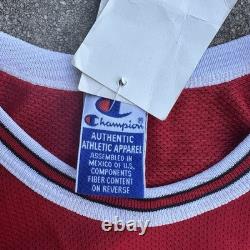 Champion®
AUTHENTIC
ATHLETIC APPAREL
ASSEMBLED IN
MEXICO OF U.S.
COMPONENTS
FIBER CONTENT
ON REVERSE